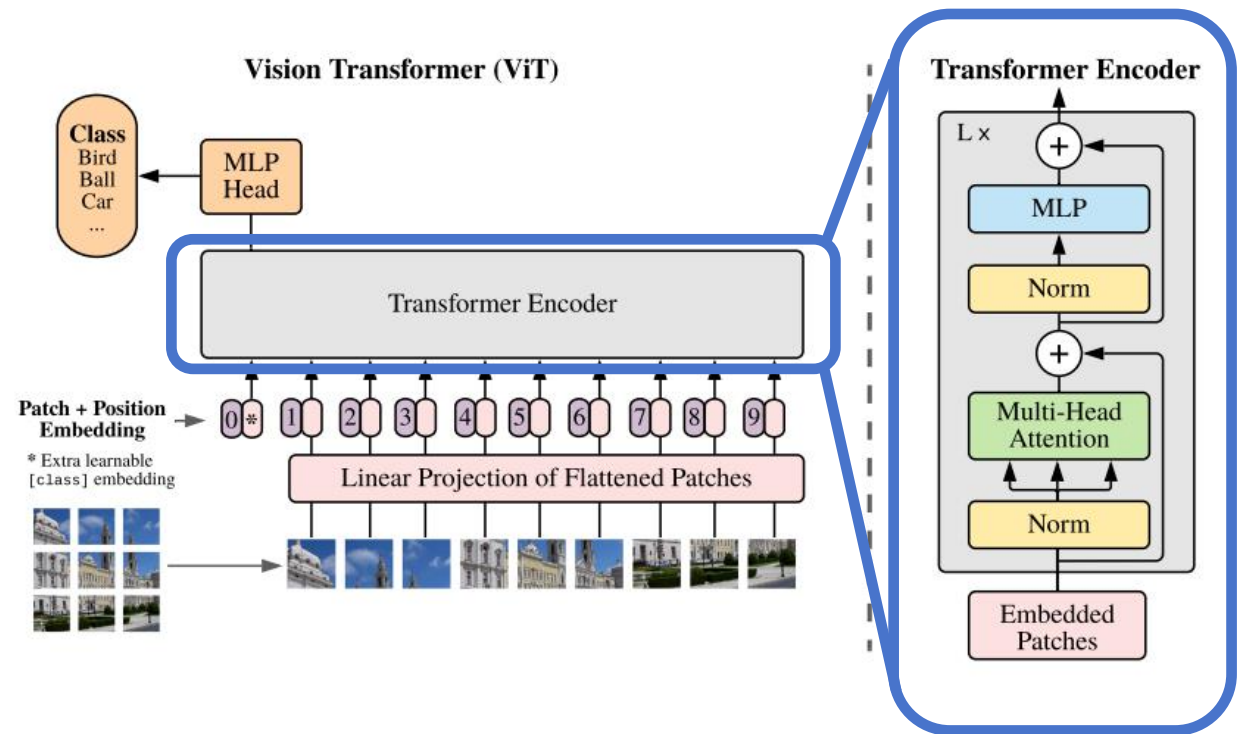 Vision Transformer (ViT)
Class
Bird
Ball
Car
...
MLP
Head
Transformer Encoder
Patch + Position
Embedding
* Extra learnable
[class] embedding
0 * 1 2 3 4 5 6 7 8 9
Linear Projection of Flattened Patches
Transformer Encoder
L ×
+
MLP
Norm
+
Multi-Head
Attention
Norm
Embedded
Patches